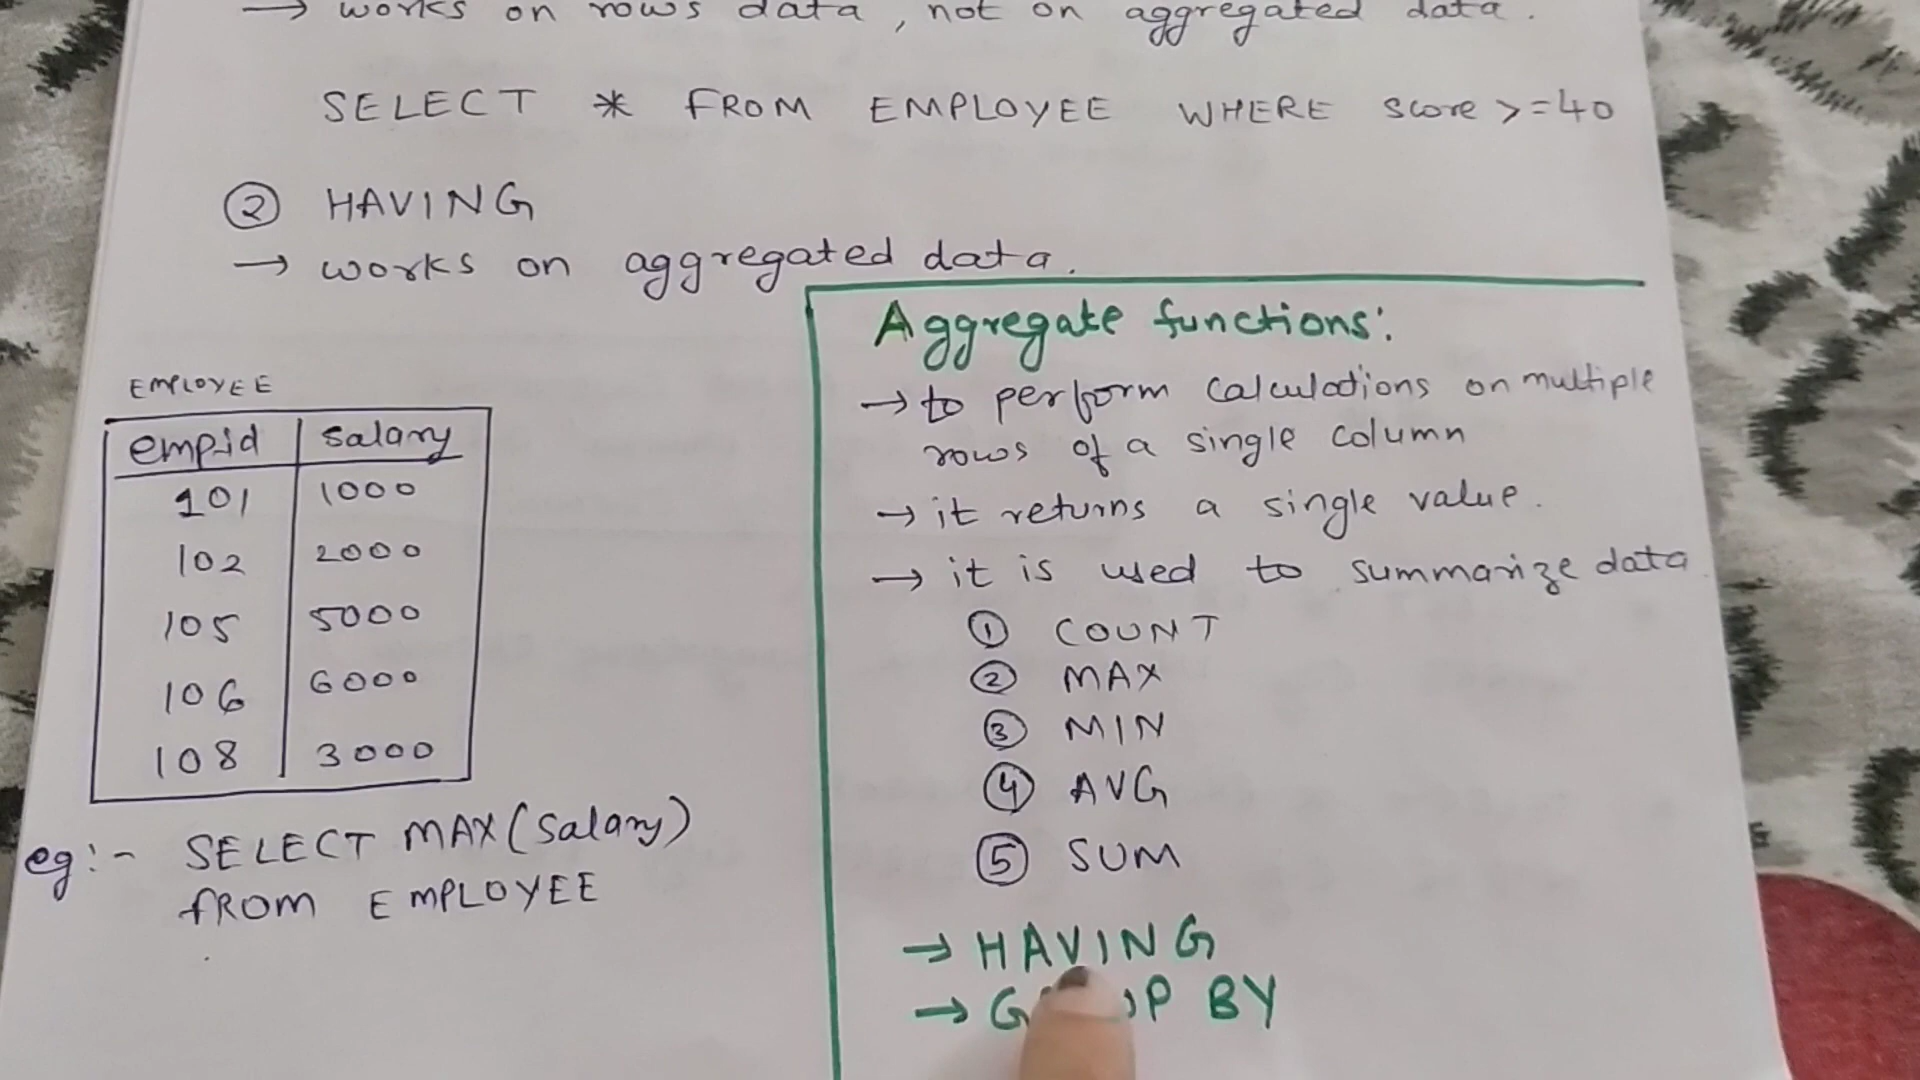 → works on rows data, not on aggregated data.
SELECT * FROM EMPLOYEE WHERE score >=40
② HAVING
→ works on aggregated data.
EMPLOYEE
empid salary
101 1000
102 2000
105 5000
106 6000
108 3000
eg:- SELECT MAX(salary)
FROM EMPLOYEE
Aggregate functions:
→ to perform calculations on multiple
rows of a single column
→ it returns a single value.
→ it is used to summarize data
① COUNT
② MAX
③ MIN
④ AVG
⑤ SUM
→ HAVING
→ GROUP BY